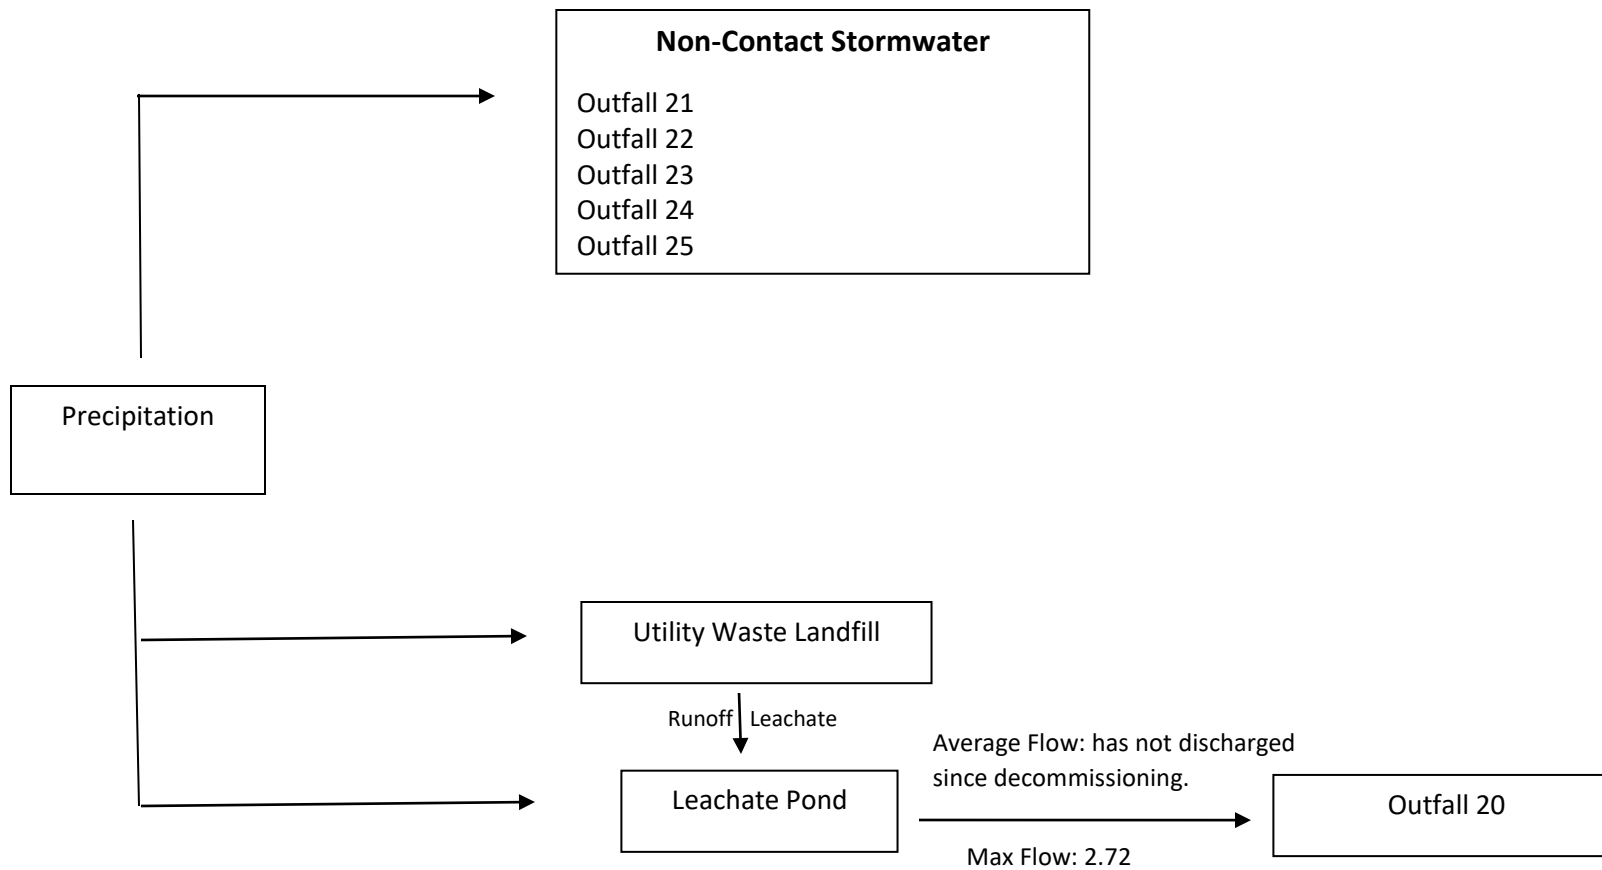 Non-Contact Stormwater
Outfall 21
Outfall 22
Outfall 23
Outfall 24
Outfall 25
Precipitation
Utility Waste Landfill
Runoff
Leachate
Leachate Pond
Average Flow: has not discharged
since decommissioning.
Max Flow: 2.72
Outfall 20